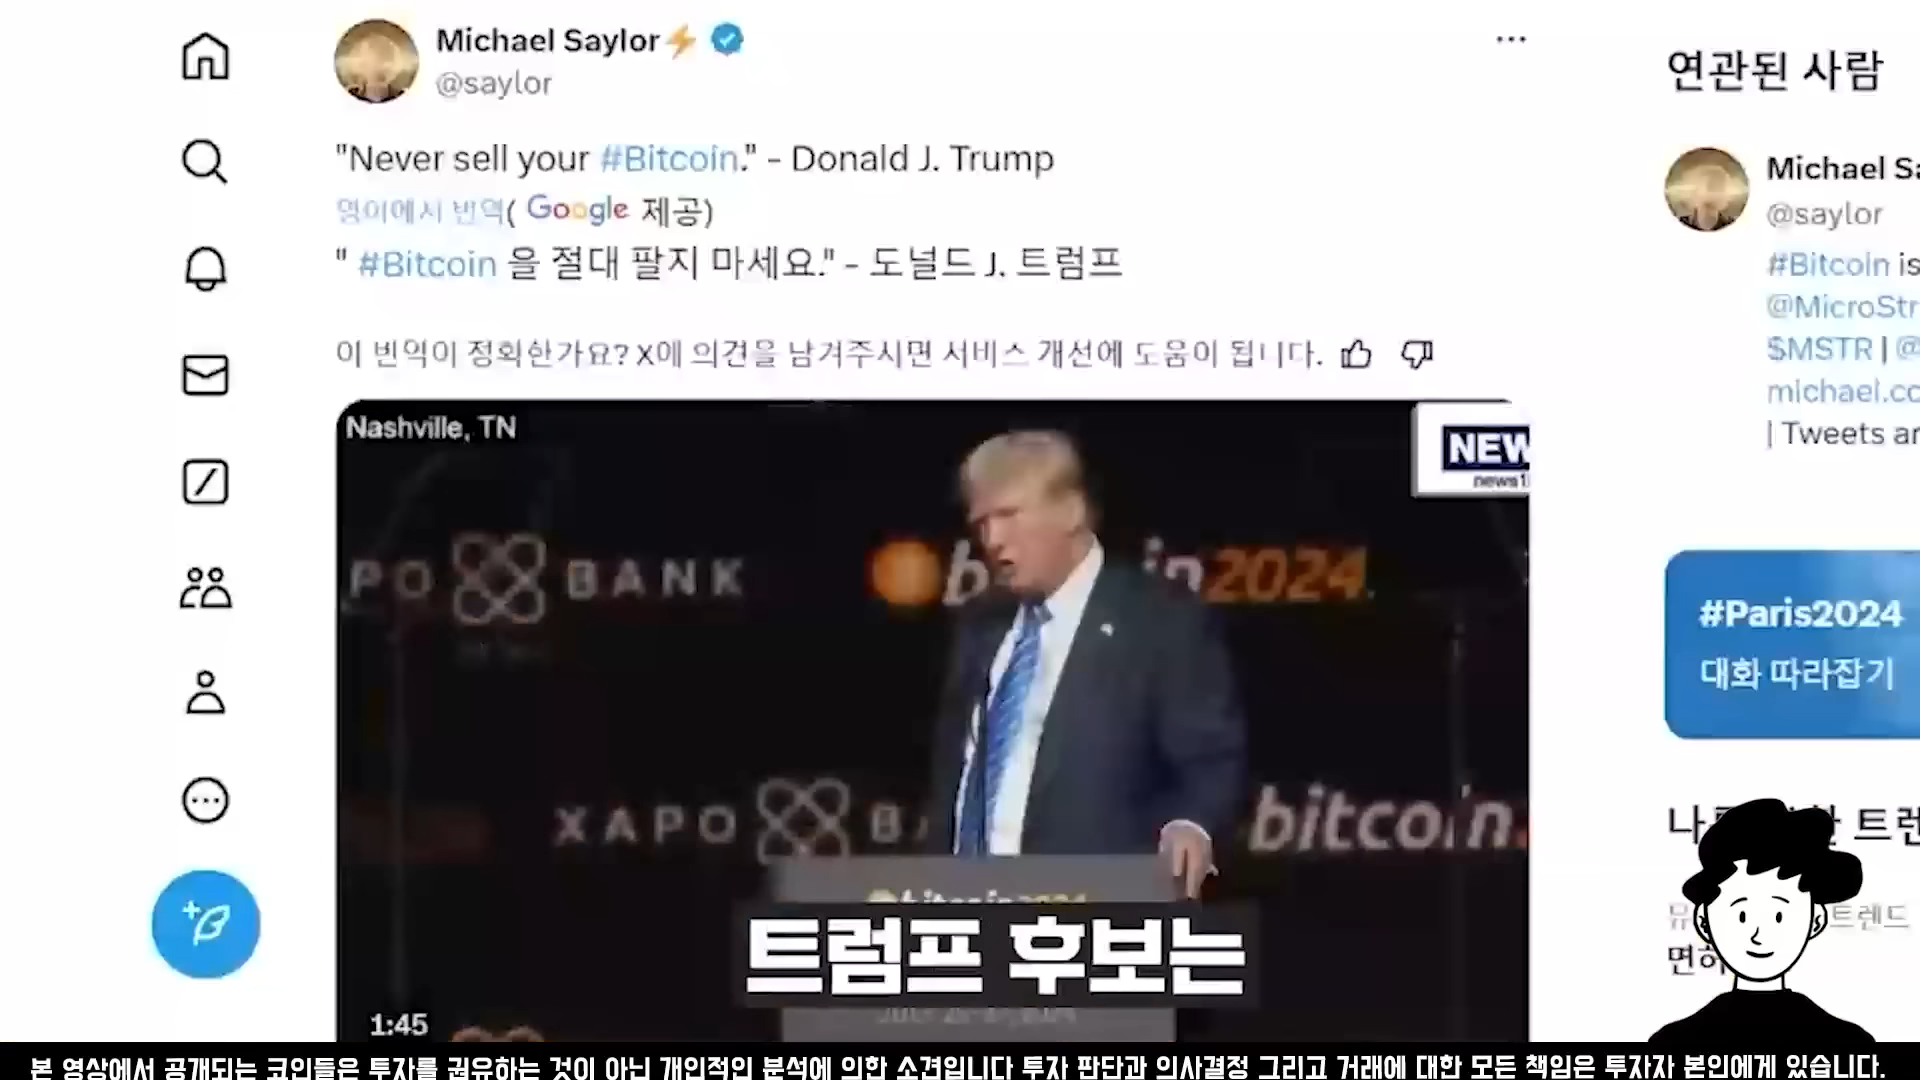 Michael Saylor
@saylor
"Never sell your #Bitcoin." - Donald J. Trump
영어에서 번역( Google 제공)
" #Bitcoin 을 절대 팔지 마세요." - 도널드 J. 트럼프
이 번역이 정확한가요? X에 의견을 남겨주시면 서비스 개선에 도움이 됩니다.
Nashville, TN
NEW
news1
PO BANK
bitcoin2024.
XAPO BA
bitcoin.
트럼프 후보는
1:45
연관된 사람
Michael Sa
@saylor
#Bitcoin is
@MicroStr
$MSTR | @
michael.co
| Tweets ar
#Paris2024
대화 따라잡기
트렌
트렌드
면허
본 영상에서 공개되는 코인들은 투자를 권유하는 것이 아닌 개인적인 분석에 의한 소견입니다 투자 판단과 의사결정 그리고 거래에 대한 모든 책임은 투자자 본인에게 있습니다.